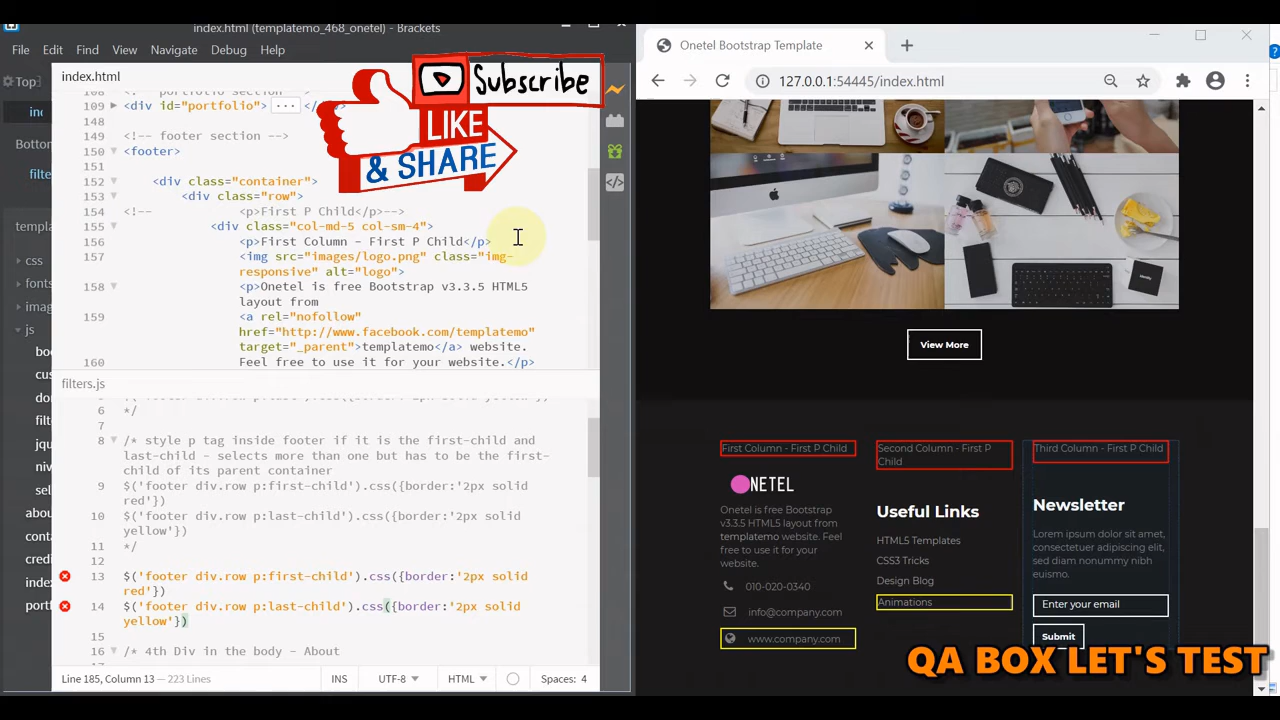 index.html (templatemo_468_onetel) - Brackets
File Edit Find View Navigate Debug Help
Top
index.html
109 <div id="portfolio"> ··· </
148
149 <!-- footer section -->
150 <footer>
151
152 <div class="container">
153 <div class="row">
154 <!-- <p>First P Child</p>-->
155 <div class="col-md-5 col-sm-4">
156 <p>First Column - First P Child</p>
157 <img src="images/logo.png" class="img-
responsive" alt="logo">
158 <p>Onetel is free Bootstrap v3.3.5 HTML5
layout from
159 <a rel="nofollow"
href="http://www.facebook.com/templatemo"
target="_parent">templatemo</a> website.
160 Feel free to use it for your website.</p>
filters.js
6 */
7
8 /* style p tag inside footer if it is the first-child and
last-child - selects more than one but has to be the first-
child of its parent container
9 $('footer div.row p:first-child').css({border:'2px solid
red'})
10 $('footer div.row p:last-child').css({border:'2px solid
yellow'})
11 */
12
13 $('footer div.row p:first-child').css({border:'2px solid
red'})
14 $('footer div.row p:last-child').css({border:'2px solid
yellow'})
15
16 /* 4th Div in the body - About
Line 185, Column 13 — 223 Lines
INS UTF-8 HTML Spaces: 4
css
js
Subscribe
LIKE
& SHARE
Onetel Bootstrap Template
127.0.0.1:54445/index.html
View More
First Column - First P Child
ONETEL
Onetel is free Bootstrap
v3.3.5 HTML5 layout from
templatemo website. Feel
free to use it for your
website.
010-020-0340
info@company.com
www.company.com
Second Column - First P
Child
Useful Links
HTML5 Templates
CSS3 Tricks
Design Blog
Animations
Third Column - First P Child
Newsletter
Lorem ipsum dolor sit amet,
consectetuer adipiscing elit,
sed diam nonummy nibh
euismo.
Enter your email
Submit
QA BOX LET'S TEST